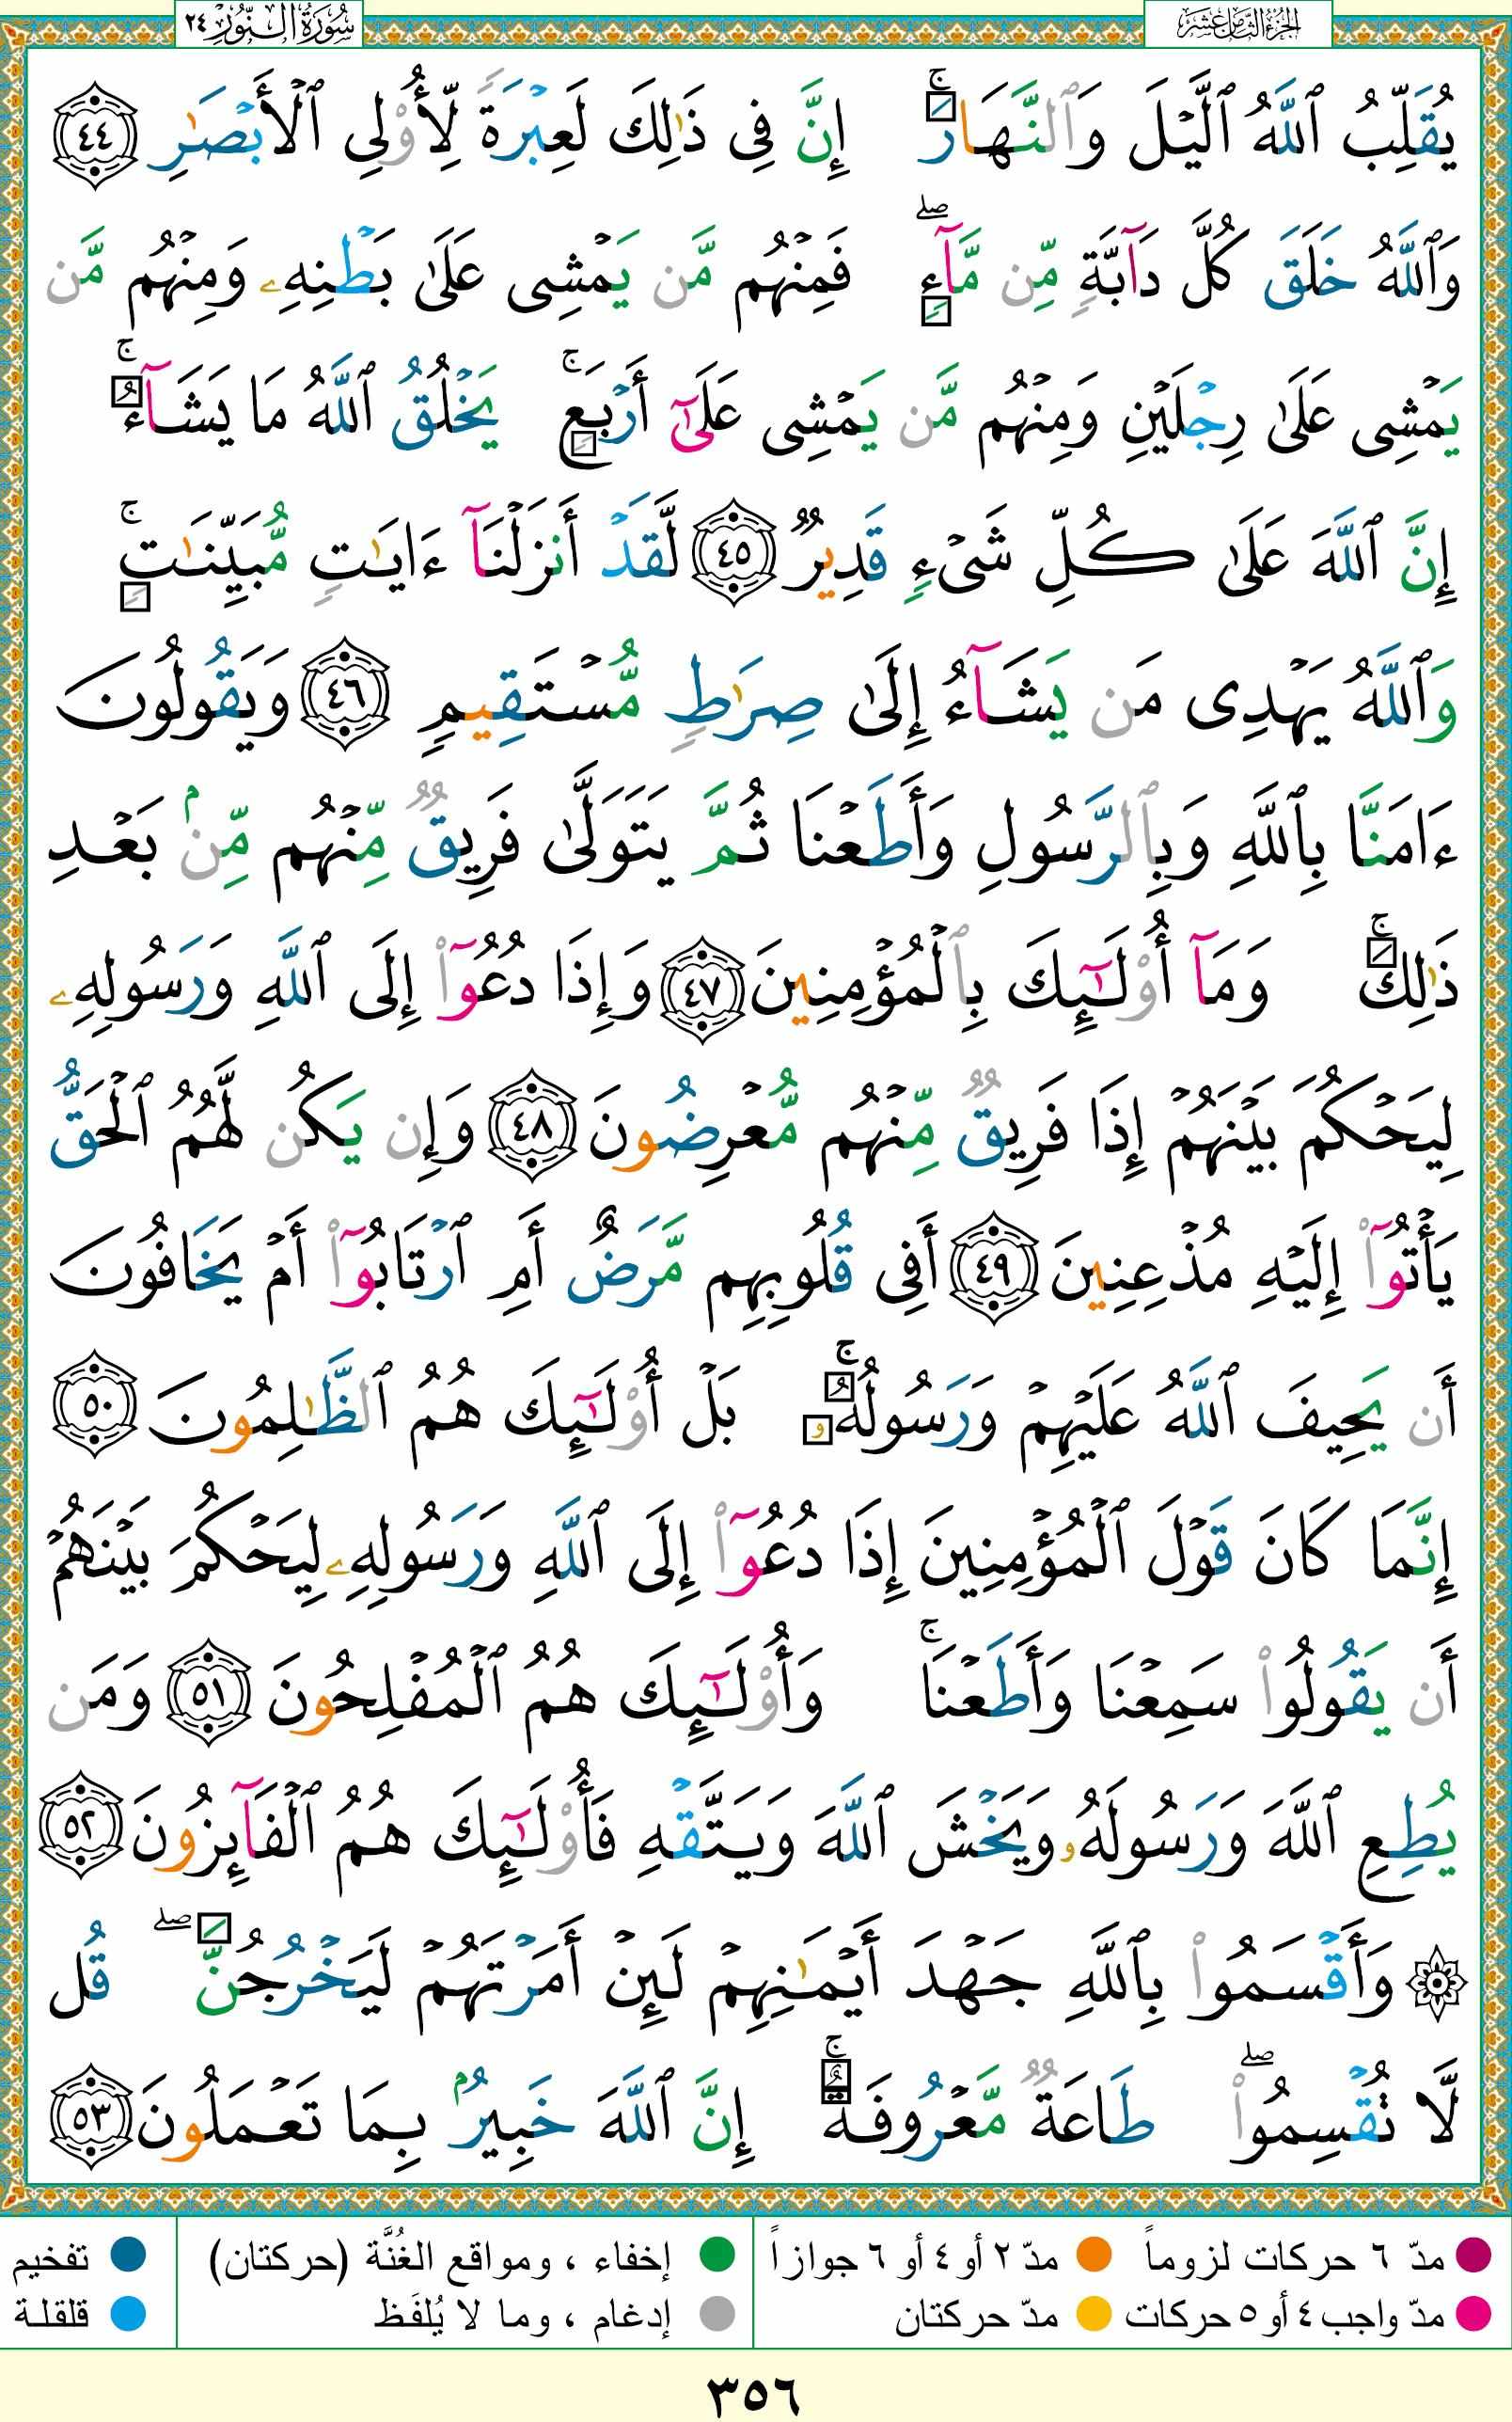 الجزء الثامن عشر
سورة النور ٢٤
يُقَلِّبُ ٱللَّهُ ٱلَّيۡلَ وَٱلنَّهَارَۚ إِنَّ فِى ذَٰلِكَ لَعِبۡرَةً لِّأُوْلِى ٱلۡأَبۡصَٰرِ ٤٤
وَٱللَّهُ خَلَقَ كُلَّ دَآبَّةٍ مِّن مَّآءٍۖ فَمِنۡهُم مَّن يَمۡشِى عَلَىٰ بَطۡنِهِۦ وَمِنۡهُم مَّن
يَمۡشِى عَلَىٰ رِجۡلَيۡنِ وَمِنۡهُم مَّن يَمۡشِى عَلَىٰٓ أَرۡبَعٍۚ يَخۡلُقُ ٱللَّهُ مَا يَشَآءُۚ
إِنَّ ٱللَّهَ عَلَىٰ كُلِّ شَىۡءٍ قَدِيرٌ ٤٥ لَّقَدۡ أَنزَلۡنَآ ءَايَٰتٍ مُّبَيِّنَٰتٍۚ
وَٱللَّهُ يَهۡدِى مَن يَشَآءُ إِلَىٰ صِرَٰطٍ مُّسۡتَقِيمٍ ٤٦ وَيَقُولُونَ
ءَامَنَّا بِٱللَّهِ وَبِٱلرَّسُولِ وَأَطَعۡنَا ثُمَّ يَتَوَلَّىٰ فَرِيقٌ مِّنۡهُم مِّنۢ بَعۡدِ
ذَٰلِكَۚ وَمَآ أُوْلَٰٓئِكَ بِٱلۡمُؤۡمِنِينَ ٤٧ وَإِذَا دُعُوٓاْ إِلَى ٱللَّهِ وَرَسُولِهِۦ
لِيَحۡكُمَ بَيۡنَهُمۡ إِذَا فَرِيقٌ مِّنۡهُم مُّعۡرِضُونَ ٤٨ وَإِن يَكُن لَّهُمُ ٱلۡحَقُّ
يَأۡتُوٓاْ إِلَيۡهِ مُذۡعِنِينَ ٤٩ أَفِى قُلُوبِهِم مَّرَضٌ أَمِ ٱرۡتَابُوٓاْ أَمۡ يَخَافُونَ
أَن يَحِيفَ ٱللَّهُ عَلَيۡهِمۡ وَرَسُولُهُۥۚ بَلۡ أُوْلَٰٓئِكَ هُمُ ٱلظَّٰلِمُونَ ٥٠
إِنَّمَا كَانَ قَوۡلَ ٱلۡمُؤۡمِنِينَ إِذَا دُعُوٓاْ إِلَى ٱللَّهِ وَرَسُولِهِۦ لِيَحۡكُمَ بَيۡنَهُمۡ
أَن يَقُولُواْ سَمِعۡنَا وَأَطَعۡنَاۚ وَأُوْلَٰٓئِكَ هُمُ ٱلۡمُفۡلِحُونَ ٥١ وَمَن
يُطِعِ ٱللَّهَ وَرَسُولَهُۥ وَيَخۡشَ ٱللَّهَ وَيَتَّقۡهِ فَأُوْلَٰٓئِكَ هُمُ ٱلۡفَآئِزُونَ ٥٢
۞ وَأَقۡسَمُواْ بِٱللَّهِ جَهۡدَ أَيۡمَٰنِهِمۡ لَئِنۡ أَمَرۡتَهُمۡ لَيَخۡرُجُنَّۖ قُل
لَّا تُقۡسِمُواْۖ طَاعَةٌ مَّعۡرُوفَةٌۚ إِنَّ ٱللَّهَ خَبِيرٌۢ بِمَا تَعۡمَلُونَ ٥٣
مدّ ٦ حركات لزوماً مدّ ٢ أو ٤ أو ٦ جوازاً إخفاء ، ومواقع الغُنَّة (حركتان) تفخيم
مدّ واجب ٤ أو ٥ حركات مدّ حركتان إدغام ، وما لا يُلفَظ قلقلة
٣٥٦